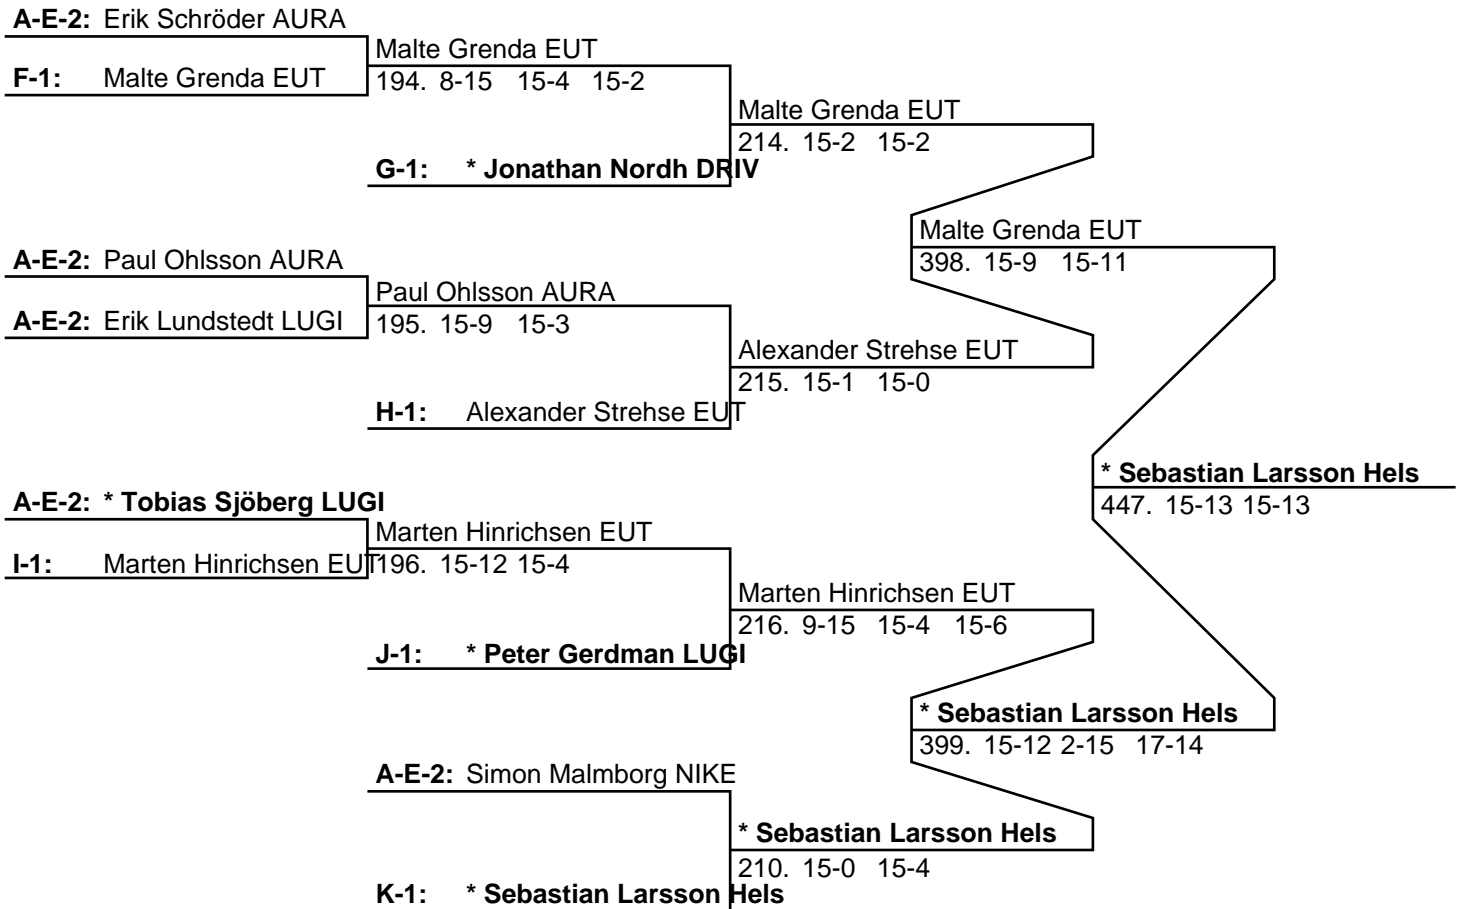 A-E-2: Erik Schröder AURA
Malte Grenda EUT
F-1: Malte Grenda EUT
194. 8-15 15-4 15-2
Malte Grenda EUT
214. 15-2 15-2
G-1: * Jonathan Nordh DRIV
Malte Grenda EUT
398. 15-9 15-11
A-E-2: Paul Ohlsson AURA
Paul Ohlsson AURA
A-E-2: Erik Lundstedt LUGI
195. 15-9 15-3
Alexander Strehse EUT
215. 15-1 15-0
H-1: Alexander Strehse EUT
* Sebastian Larsson Hels
447. 15-13 15-13
A-E-2: * Tobias Sjöberg LUGI
Marten Hinrichsen EUT
I-1: Marten Hinrichsen EUT
196. 15-12 15-4
Marten Hinrichsen EUT
216. 9-15 15-4 15-6
J-1: * Peter Gerdman LUGI
* Sebastian Larsson Hels
399. 15-12 2-15 17-14
A-E-2: Simon Malmborg NIKE
* Sebastian Larsson Hels
210. 15-0 15-4
K-1: * Sebastian Larsson Hels